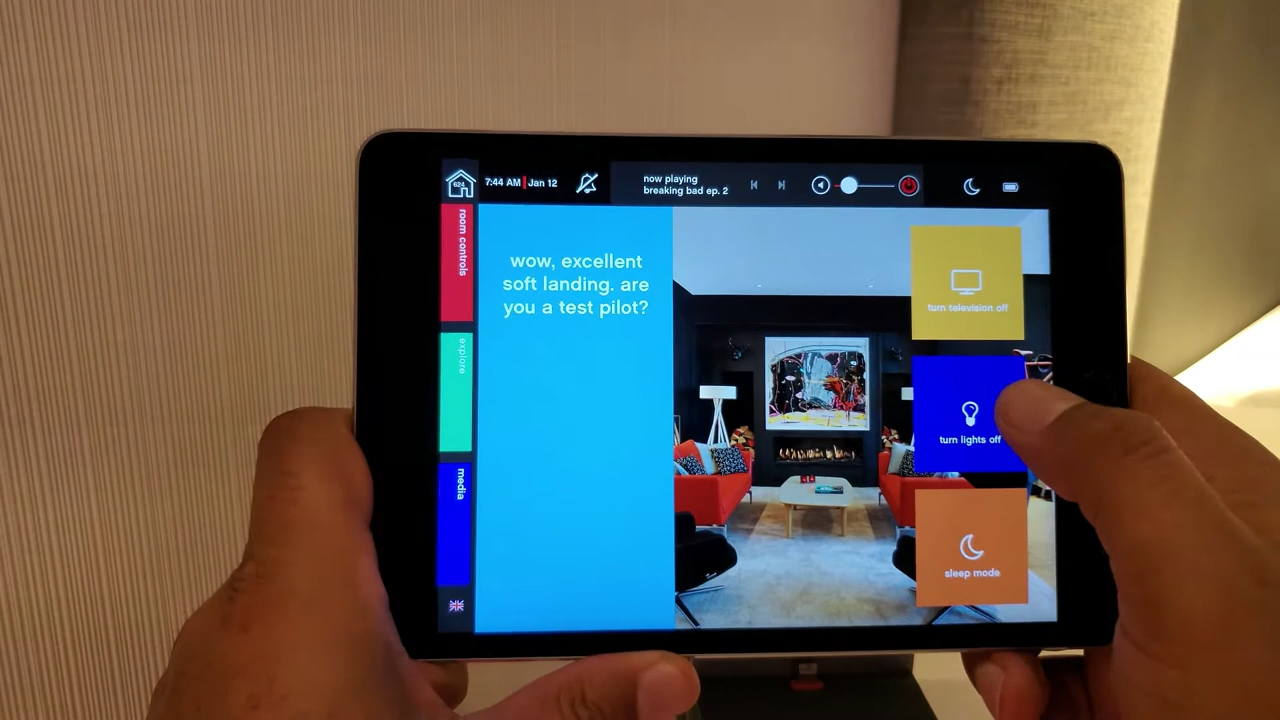 624
7:44 AM Jan 12
now playing
breaking bad ep. 2
room controls
explore
media
wow, excellent
soft landing. are
you a test pilot?
turn television off
turn lights off
sleep mode